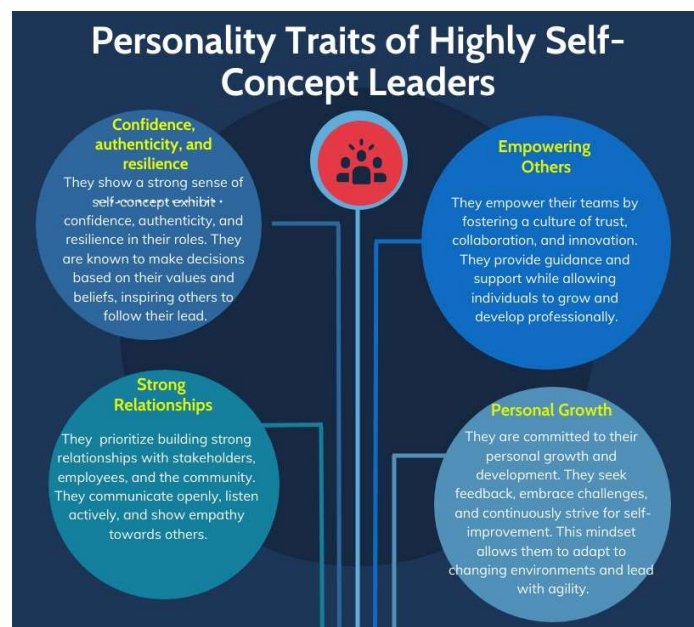 Personality Traits of Highly Self-
Concept Leaders
Confidence,
authenticity, and
resilience
They show a strong sense of
self-concept exhibit
confidence, authenticity, and
resilience in their roles. They
are known to make decisions
based on their values and
beliefs, inspiring others to
follow their lead.
Empowering
Others
They empower their teams by
fostering a culture of trust,
collaboration, and innovation.
They provide guidance and
support while allowing
individuals to grow and
develop professionally.
Strong
Relationships
They prioritize building strong
relationships with stakeholders,
employees, and the community.
They communicate openly, listen
actively, and show empathy
towards others.
Personal Growth
They are committed to their
personal growth and
development. They seek
feedback, embrace challenges,
and continuously strive for self-
improvement. This mindset
allows them to adapt to
changing environments and lead
with agility.